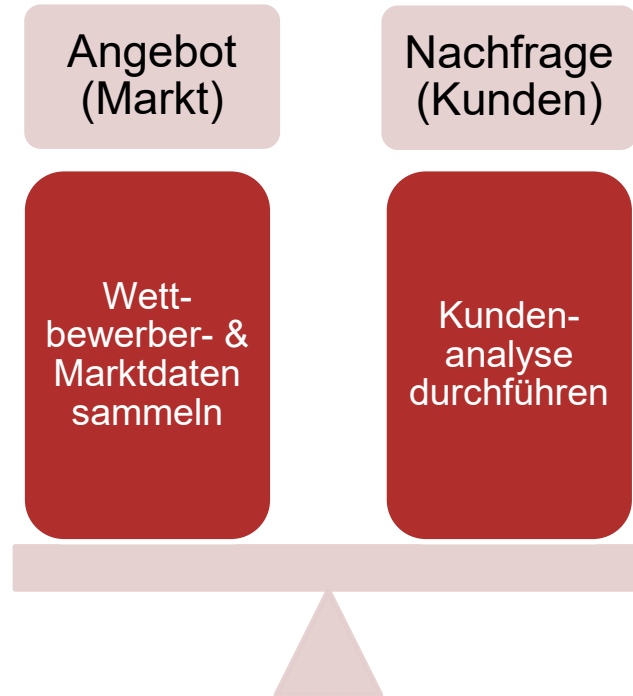 Angebot
(Markt)
Nachfrage
(Kunden)
Wett-
bewerber- &
Marktdaten
sammeln
Kunden-
analyse
durchführen